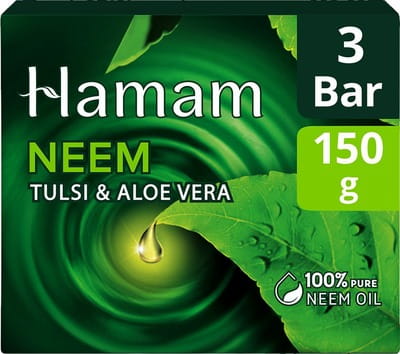 Hamam
NEEM
TULSI & ALOE VERA
3
Bar
150
g
100% PURE
NEEM OIL